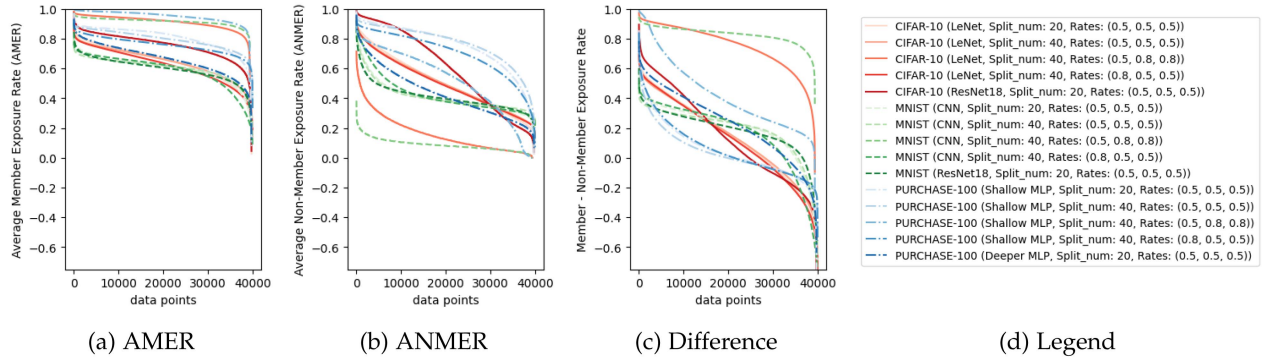 Average Member Exposure Rate (AMER)
1.0
0.8
0.6
0.4
0.2
0.0
−0.2
−0.4
−0.6
0
10000
20000
30000
40000
data points
(a) AMER
Average Non-Member Exposure Rate (ANMER)
1.0
0.8
0.6
0.4
0.2
0.0
−0.2
−0.4
−0.6
0
10000
20000
30000
40000
data points
(b) ANMER
Member - Non-Member Exposure Rate
1.0
0.8
0.6
0.4
0.2
0.0
−0.2
−0.4
−0.6
0
10000
20000
30000
40000
data points
(c) Difference
CIFAR-10 (LeNet, Split_num: 20, Rates: (0.5, 0.5, 0.5))
CIFAR-10 (LeNet, Split_num: 40, Rates: (0.5, 0.5, 0.5))
CIFAR-10 (LeNet, Split_num: 40, Rates: (0.5, 0.8, 0.8))
CIFAR-10 (LeNet, Split_num: 40, Rates: (0.8, 0.5, 0.5))
CIFAR-10 (ResNet18, Split_num: 20, Rates: (0.5, 0.5, 0.5))
MNIST (CNN, Split_num: 20, Rates: (0.5, 0.5, 0.5))
MNIST (CNN, Split_num: 40, Rates: (0.5, 0.5, 0.5))
MNIST (CNN, Split_num: 40, Rates: (0.5, 0.8, 0.8))
MNIST (CNN, Split_num: 40, Rates: (0.8, 0.5, 0.5))
MNIST (ResNet18, Split_num: 20, Rates: (0.5, 0.5, 0.5))
PURCHASE-100 (Shallow MLP, Split_num: 20, Rates: (0.5, 0.5, 0.5))
PURCHASE-100 (Shallow MLP, Split_num: 40, Rates: (0.5, 0.5, 0.5))
PURCHASE-100 (Shallow MLP, Split_num: 40, Rates: (0.5, 0.8, 0.8))
PURCHASE-100 (Shallow MLP, Split_num: 40, Rates: (0.8, 0.5, 0.5))
PURCHASE-100 (Deeper MLP, Split_num: 20, Rates: (0.5, 0.5, 0.5))
(d) Legend